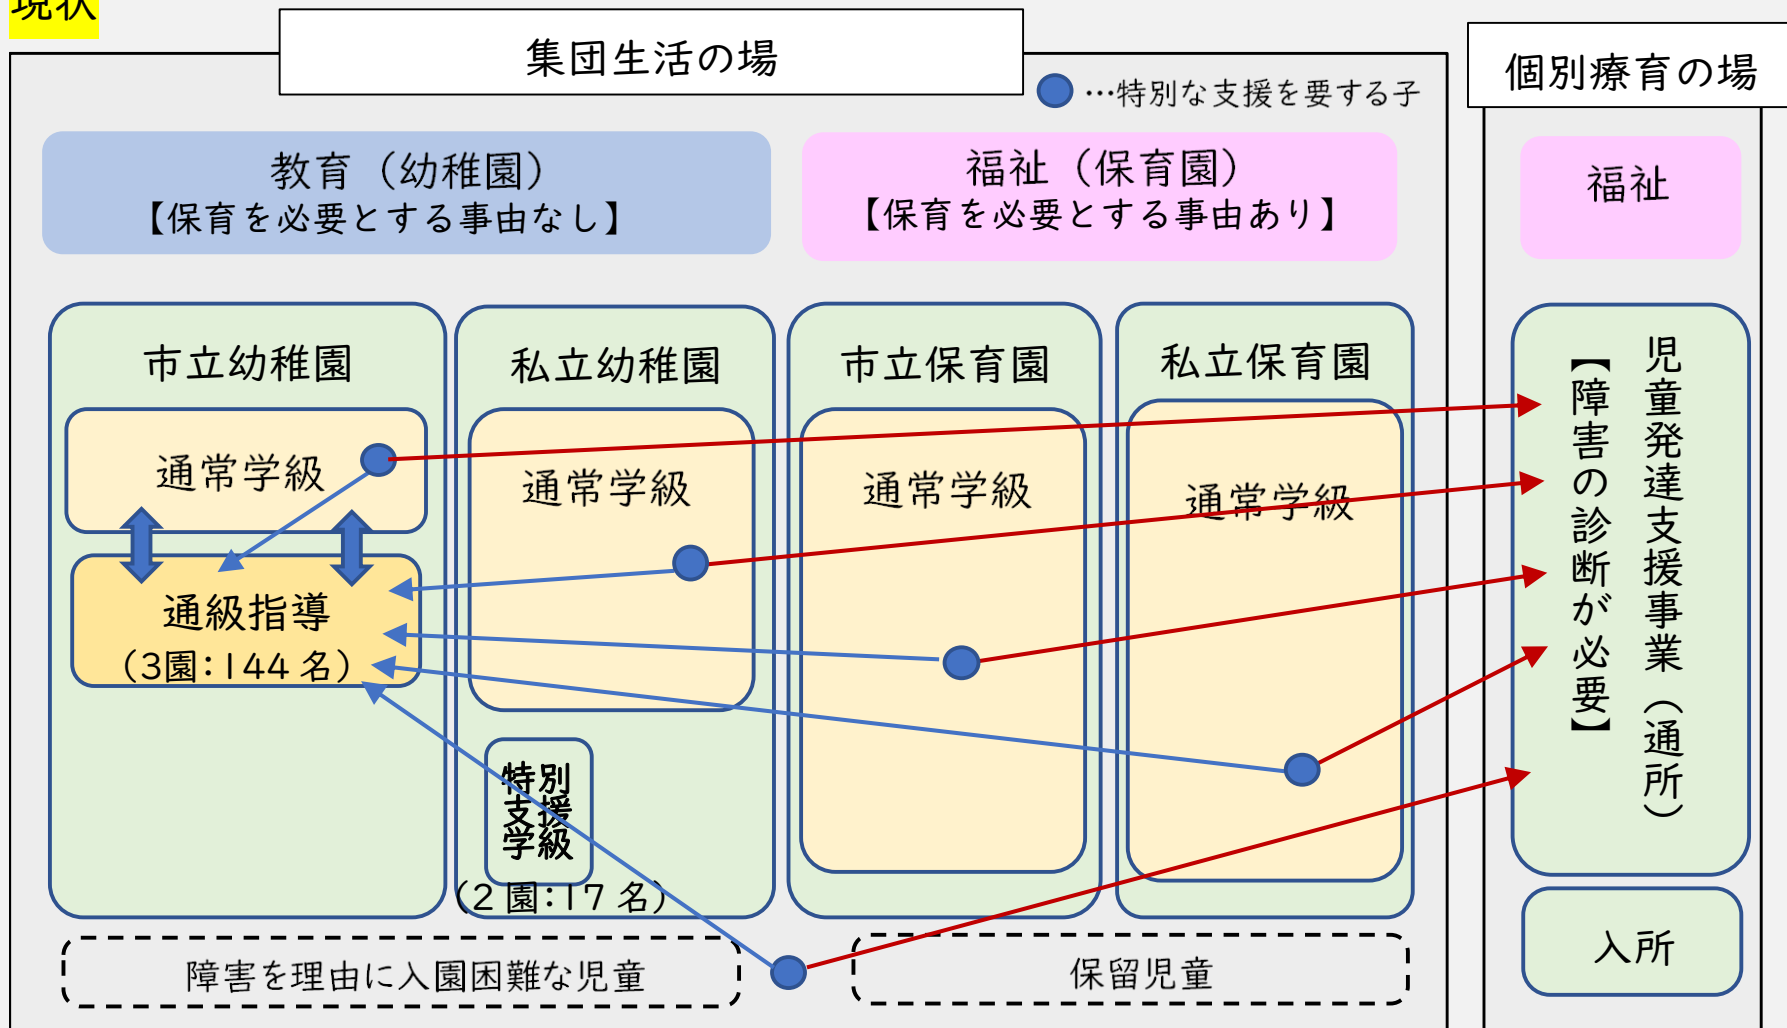 現状
集団生活の場
個別療育の場
…特別な支援を要する子
教育（幼稚園）
【保育を必要とする事由なし】
福祉（保育園）
【保育を必要とする事由あり】
福祉
市立幼稚園
私立幼稚園
市立保育園
私立保育園
通常学級
通常学級
通常学級
通常学級
通級指導
（3園：144名）
特別
支援
学級
（2園：17名）
児童発達支援事業（通所）
【障害の診断が必要】
入所
障害を理由に入園困難な児童
保留児童